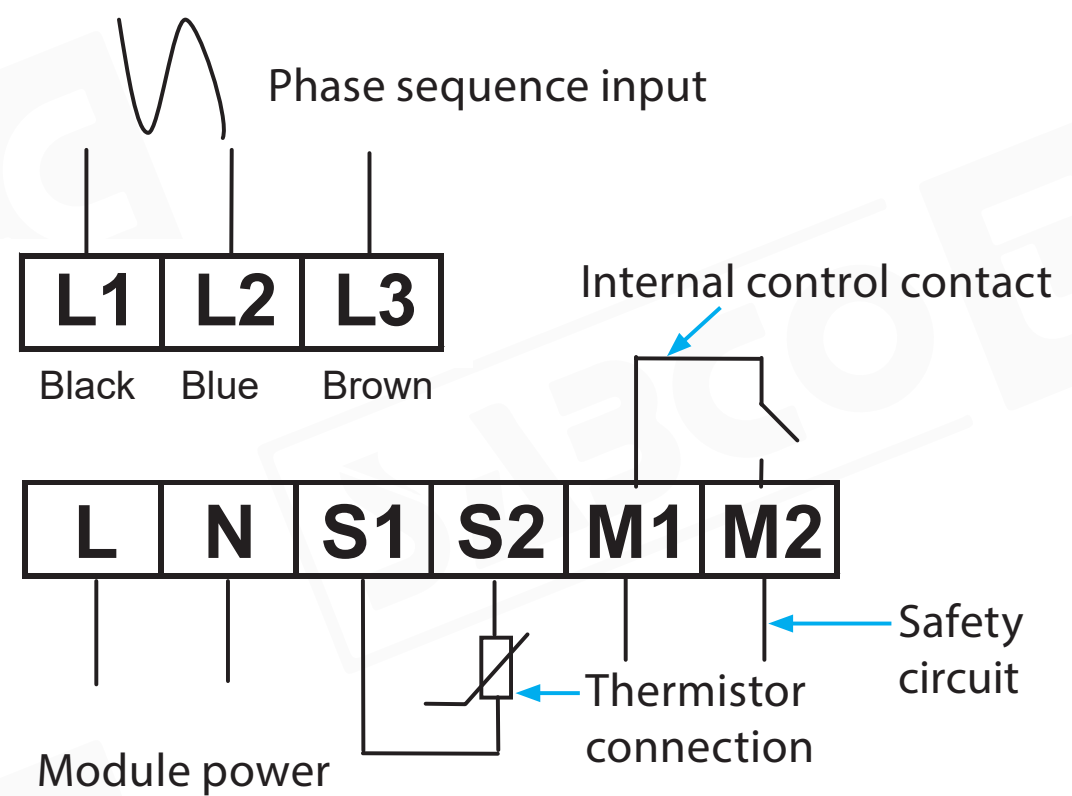 Phase sequence input
L1 L2 L3
Black Blue Brown
Internal control contact
L N S1 S2 M1 M2
Safety
circuit
Thermistor
connection
Module power